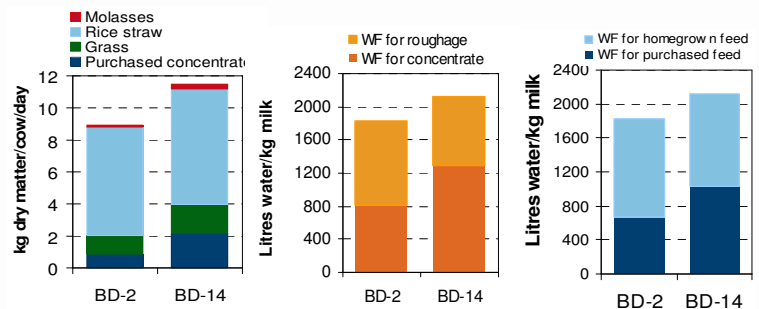 Molasses
Rice straw
Grass
Purchased concentrate
12
10
8
6
4
2
0
kg dry matter/cow/day
BD-2 BD-14
WF for roughage
WF for concentrate
2400
2000
1600
1200
800
400
0
Litres water/kg milk
BD-2 BD-14
WF for homegrown feed
WF for purchased feed
2400
2000
1600
1200
800
400
0
Litres water/kg milk
BD-2 BD-14